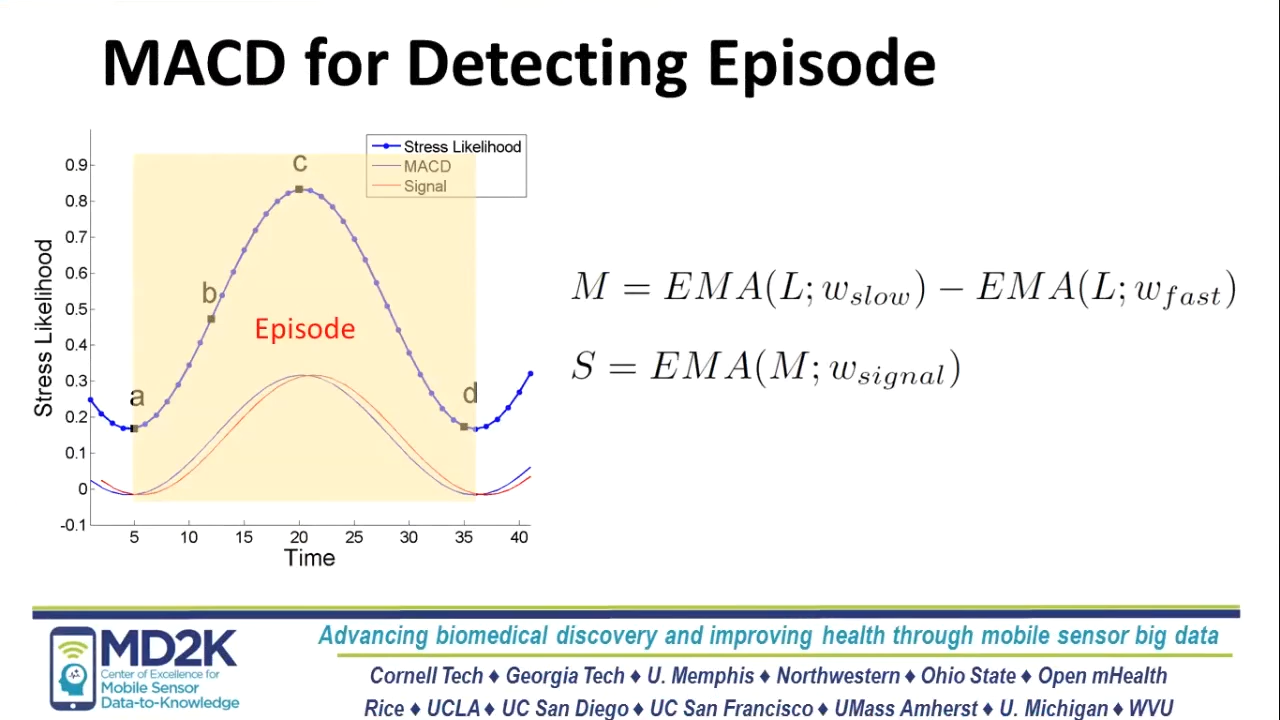 MACD for Detecting Episode
Stress Likelihood
MACD
Signal
0.9
0.8
0.7
0.6
0.5
0.4
0.3
0.2
0.1
0
-0.1
Stress Likelihood
c
b
Episode
a
d
5 10 15 20 25 30 35 40
Time
M = EMA(L; w_slow) − EMA(L; w_fast)
S = EMA(M; w_signal)
MD2K
Center of Excellence for
Mobile Sensor
Data-to-Knowledge
Advancing biomedical discovery and improving health through mobile sensor big data
Cornell Tech ♦ Georgia Tech ♦ U. Memphis ♦ Northwestern ♦ Ohio State ♦ Open mHealth
Rice ♦ UCLA ♦ UC San Diego ♦ UC San Francisco ♦ UMass Amherst ♦ U. Michigan ♦ WVU